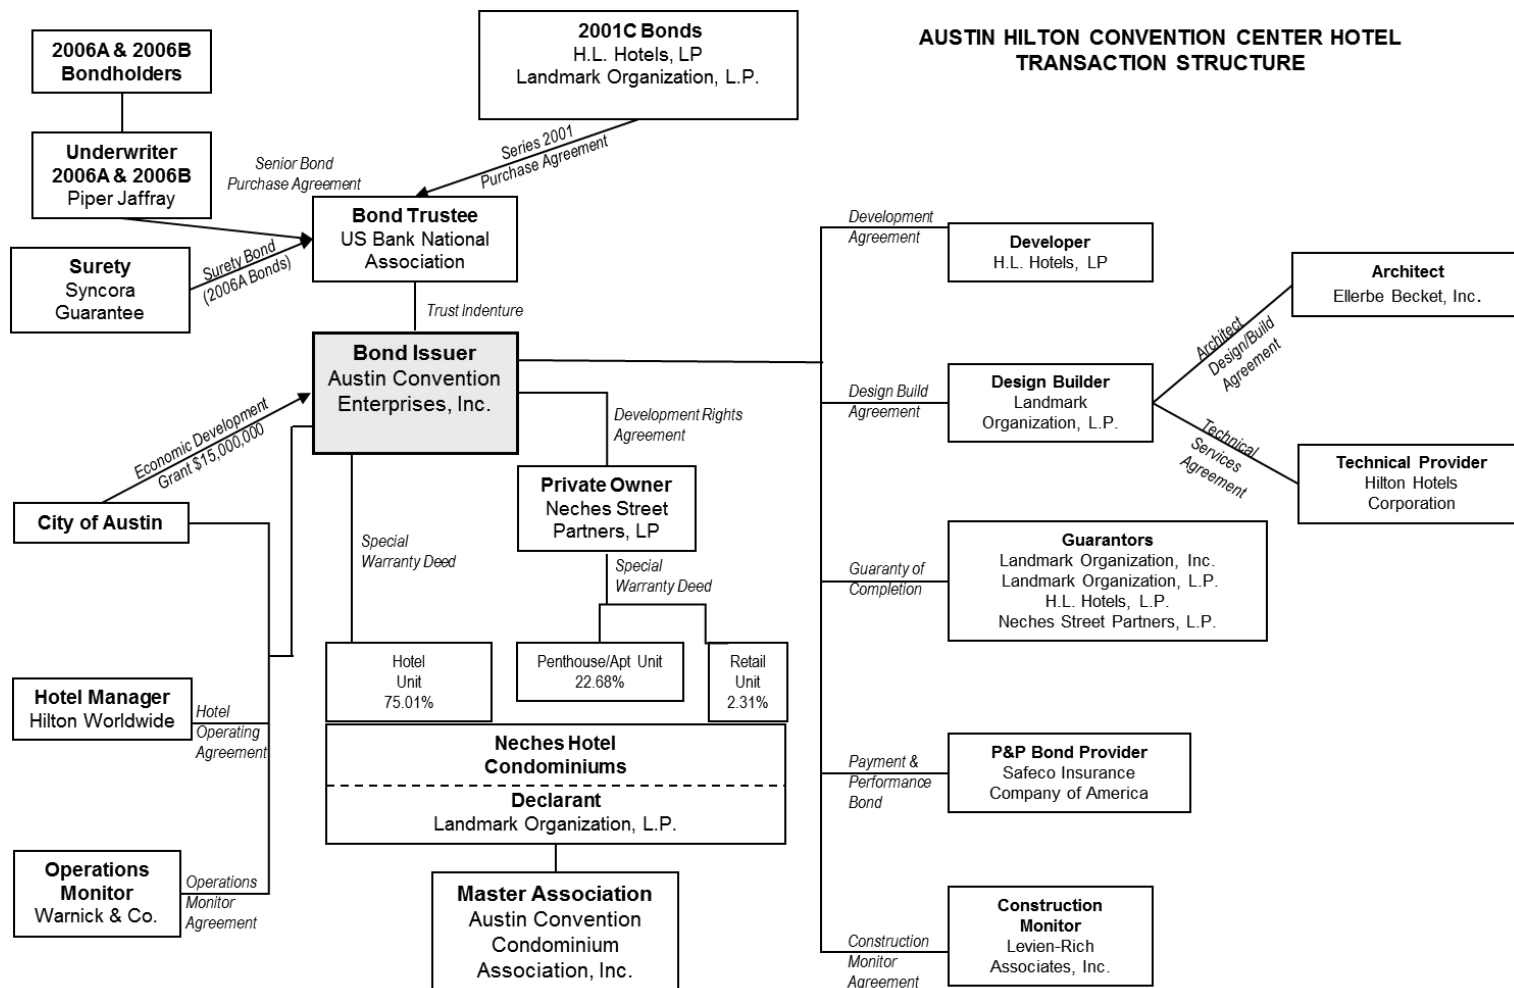 AUSTIN HILTON CONVENTION CENTER HOTEL
TRANSACTION STRUCTURE
2006A & 2006B
Bondholders
2001C Bonds
H.L. Hotels, LP
Landmark Organization, L.P.
Underwriter
2006A & 2006B
Piper Jaffray
Senior Bond
Purchase Agreement
Series 2001
Purchase Agreement
Bond Trustee
US Bank National
Association
Surety
Syncora
Guarantee
Surety Bond
(2006A Bonds)
Trust Indenture
Bond Issuer
Austin Convention
Enterprises, Inc.
Economic Development
Grant $15,000,000
City of Austin
Development Rights
Agreement
Private Owner
Neches Street
Partners, LP
Special
Warranty Deed
Special
Warranty Deed
Hotel
Unit
75.01%
Penthouse/Apt Unit
22.68%
Retail
Unit
2.31%
Neches Hotel
Condominiums
Declarant
Landmark Organization, L.P.
Master Association
Austin Convention
Condominium
Association, Inc.
Hotel Manager
Hilton Worldwide
Hotel
Operating
Agreement
Operations
Monitor
Warnick & Co.
Operations
Monitor
Agreement
Development
Agreement
Developer
H.L. Hotels, LP
Design Build
Agreement
Design Builder
Landmark
Organization, L.P.
Architect
Design/Build
Agreement
Architect
Ellerbe Becket, Inc.
Technical
Services
Agreement
Technical Provider
Hilton Hotels
Corporation
Guaranty of
Completion
Guarantors
Landmark Organization, Inc.
Landmark Organization, L.P.
H.L. Hotels, L.P.
Neches Street Partners, L.P.
Payment &
Performance
Bond
P&P Bond Provider
Safeco Insurance
Company of America
Construction
Monitor
Agreement
Construction
Monitor
Levien-Rich
Associates, Inc.